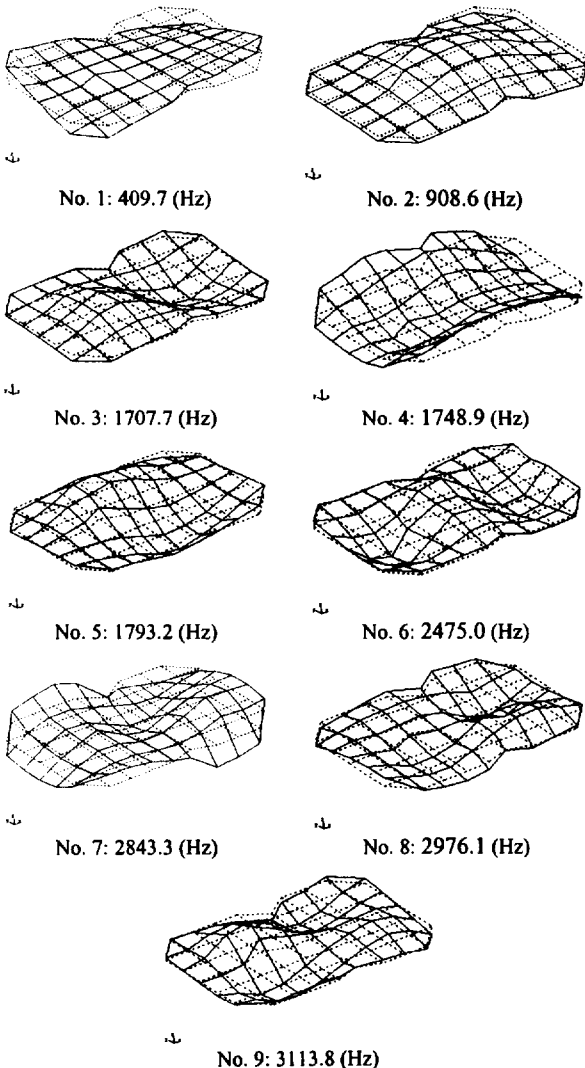 No. 1: 409.7 (Hz)
No. 2: 908.6 (Hz)
No. 3: 1707.7 (Hz)
No. 4: 1748.9 (Hz)
No. 5: 1793.2 (Hz)
No. 6: 2475.0 (Hz)
No. 7: 2843.3 (Hz)
No. 8: 2976.1 (Hz)
No. 9: 3113.8 (Hz)